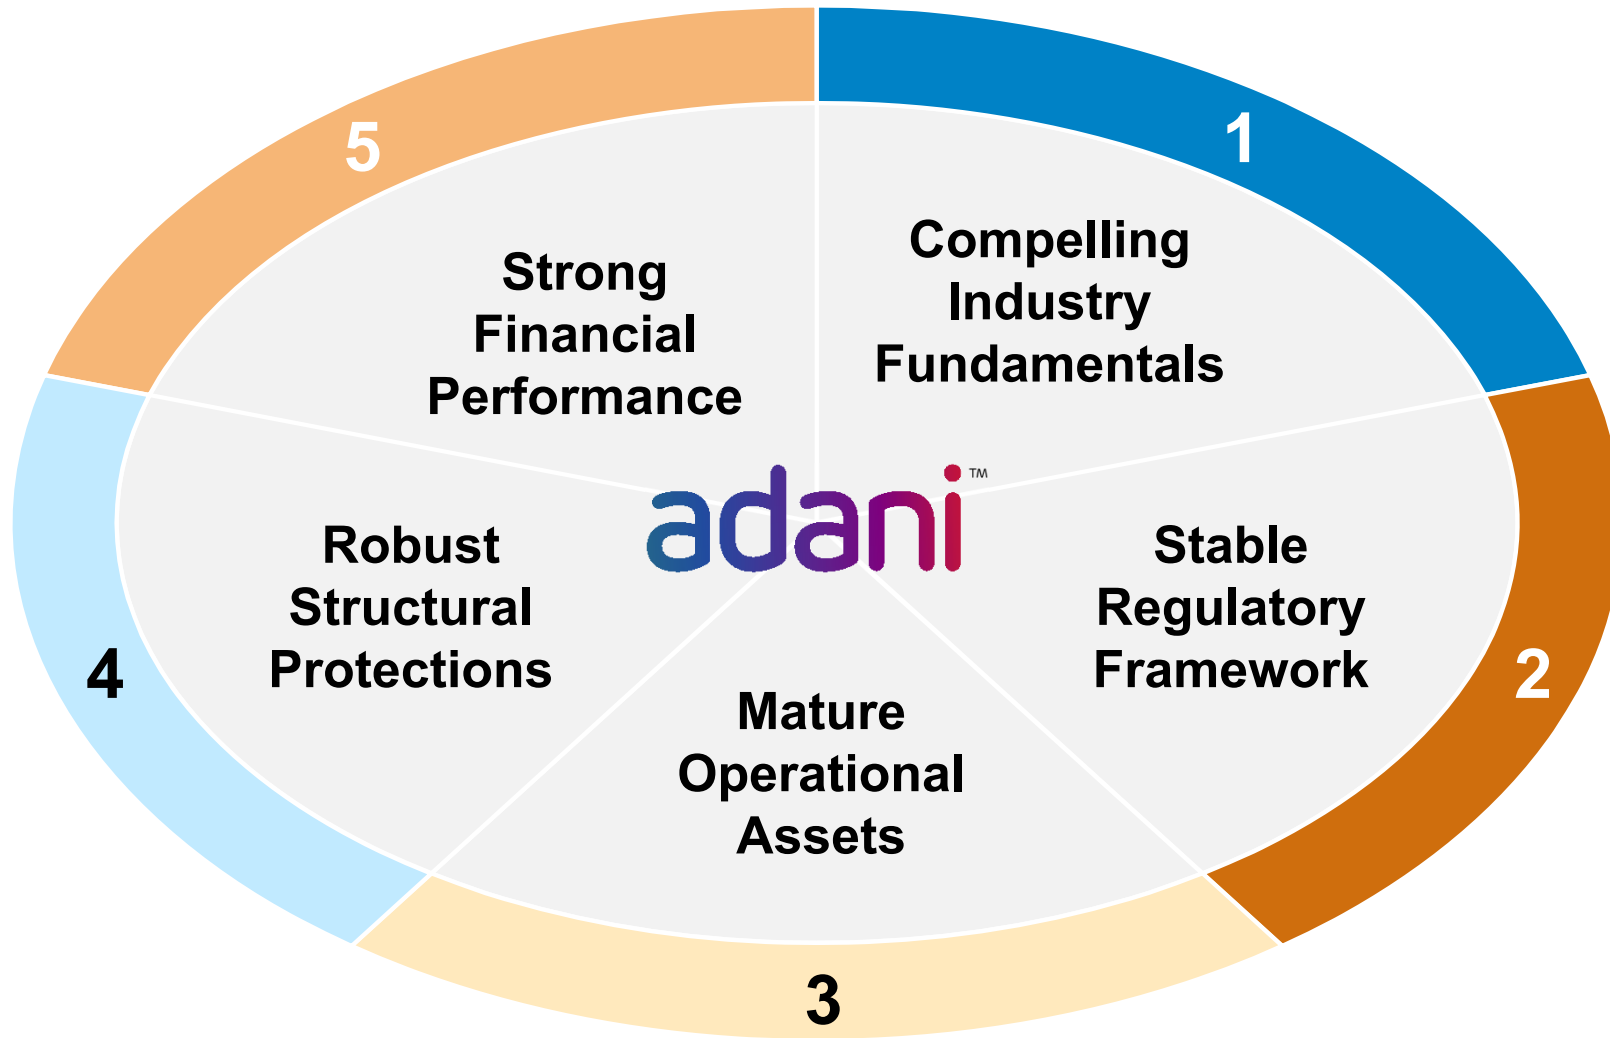 1
Compelling
Industry
Fundamentals
2
Stable
Regulatory
Framework
3
Mature
Operational
Assets
4
Robust
Structural
Protections
5
Strong
Financial
Performance
adani™